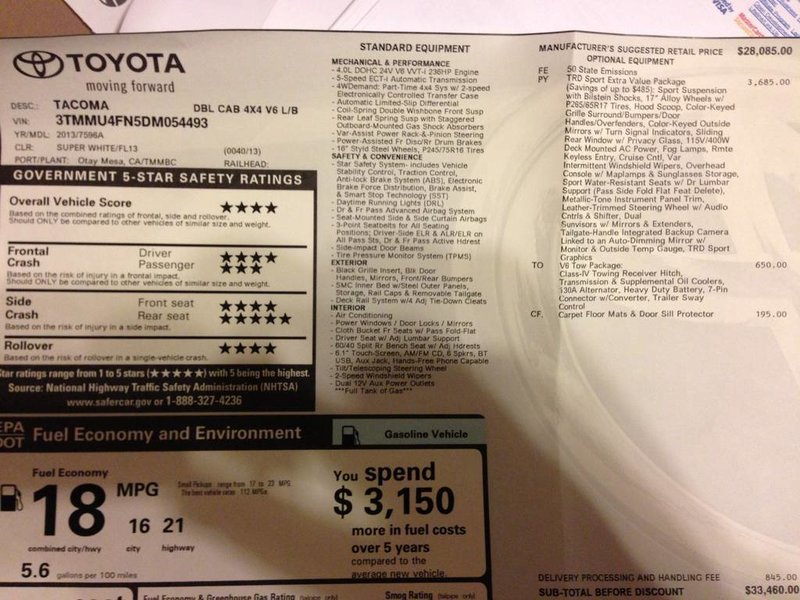 TOYOTA
moving forward
DESC.: TACOMA DBL CAB 4X4 V6 L/B
VIN: 3TMMU4FN5DM054493
YR/MDL: 2013/7596A
CLR: SUPER WHITE/FL13 (0040/13)
PORT/PLANT: Otay Mesa, CA/TMMBC RAILHEAD:
GOVERNMENT 5-STAR SAFETY RATINGS
Overall Vehicle Score ★★★★
Based on the combined ratings of frontal, side and rollover.
Should ONLY be compared to other vehicles of similar size and weight.
Frontal Driver ★★★★
Crash Passenger ★★★
Based on the risk of injury in a frontal impact.
Should ONLY be compared to other vehicles of similar size and weight.
Side Front seat ★★★★
Crash Rear seat ★★★★★
Based on the risk of injury in a side impact.
Rollover ★★★★
Based on the risk of rollover in a single-vehicle crash.
Star ratings range from 1 to 5 stars (★★★★★) with 5 being the highest.
Source: National Highway Traffic Safety Administration (NHTSA)
www.safercar.gov or 1-888-327-4236
STANDARD EQUIPMENT
MECHANICAL & PERFORMANCE
- 4.0L DOHC 24V V6 VVT-I 236HP Engine
- 5-Speed ECT-i Automatic Transmission
- 4WDemand: Part-Time 4x4 sys w/ 2-speed
Electronically Controlled Transfer Case
- Automatic Limited-Slip Differential
- Coil-Spring Double Wishbone Front Susp
- Rear Leaf Spring Susp with Staggered
Outboard-Mounted Gas Shock Absorbers
- Var-Assist Power Rack-&-Pinion Steering
- Power-Assisted Fr Disc/Rr Drum Brakes
- 16" Styld Steel Wheels, P245/75R16 Tires
SAFETY & CONVENIENCE
- Star Safety System- includes Vehicle
Stability Control, Traction Control,
Anti-lock Brake System (ABS), Electronic
Brake Force Distribution, Brake Assist,
& Smart Stop Technology (SST)
- Daytime Running Lights (DRL)
- Dr & Fr Pass Advanced Airbag System
- Seat-Mounted Side & Side Curtain Airbags
- 3-Point Seatbelts for All Seating
Positions; Driver-Side ELR & ALR/ELR on
All Pass Sts, Dr & Fr Pass Active Hdrest
- Side-Impact Door Beams
- Tire Pressure Monitor System (TPMS)
EXTERIOR
- Black Grille Insert, Blk Door
Handles, Mirrors, Front/Rear Bumpers
- SMC Inner Bed w/Steel Outer Panels,
Storage, Rail Caps & Removable Tailgate
- Deck Rail System w/4 Adj Tie-Down Cleats
INTERIOR
- Air Conditioning
- Power Windows / Door Locks / Mirrors
- Cloth Bucket Fr Seats w/ Pass Fold-Flat
- Driver Seat w/ Adj Lumbar Support
- 60/40 Split Rr Bench Seat w/ Adj Hdrests
- 6.1" Touch-Screen, AM/FM CD, 6 Spkrs, BT
USB, Aux Jack, Hands-Free Phone Capable
- Tilt/Telescoping Steering Wheel
- 2-Speed Windshield Wipers
- Dual 12V Aux Power Outlets
***Full Tank of Gas***
MANUFACTURER'S SUGGESTED RETAIL PRICE $28,085.00
OPTIONAL EQUIPMENT
FE 50 State Emissions
PY TRD Sport Extra Value Package 3,685.00
(Savings of up to $485): Sport Suspension
with Bilstein Shocks, 17" Alloy Wheels w/
P265/65R17 Tires, Hood Scoop, Color-Keyed
Grille Surround/Bumpers/Door
Handles/Overfenders, Color-Keyed Outside
Mirrors w/ Turn Signal Indicators, Sliding
Rear Window w/ Privacy Glass, 115V/400W
Deck Mounted AC Power, Fog Lamps, Rmte
Keyless Entry, Cruise Cntl, Var
Intermittent Windshield Wipers, Overhead
Console w/ Maplamps & Sunglasses Storage,
Sport Water-Resistant Seats w/ Dr Lumbar
Support (Pass Side Fold Flat Feat Delete),
Metallic-Tone Instrument Panel Trim,
Leather-Trimmed Steering Wheel w/ Audio
Cntrls & Shifter, Dual
Sunvisors w/ Mirrors & Extenders,
Tailgate-Handle Integrated Backup Camera
Linked to an Auto-Dimming Mirror w/
Monitor & Outside Temp Gauge, TRD Sport
Graphics
TO V6 Tow Package: 650.00
Class-IV Towing Receiver Hitch,
Transmission & Supplemental Oil Coolers,
130A Alternator, Heavy Duty Battery, 7-Pin
Connector w/Converter, Trailer Sway
Control
CF. Carpet Floor Mats & Door Sill Protector 195.00
EPA
DOT Fuel Economy and Environment Gasoline Vehicle
Fuel Economy
18 MPG
Small Pickups range from 17 to 23 MPG.
The best vehicle rates 112 MPGe.
combined city/hwy
16 city
21 highway
5.6 gallons per 100 miles
You spend
$ 3,150
more in fuel costs
over 5 years
compared to the
average new vehicle.
Fuel Economy & Greenhouse Gas Rating (tailpipe only) Smog Rating (tailpipe only)
DELIVERY PROCESSING AND HANDLING FEE 845.00
SUB-TOTAL BEFORE DISCOUNT $33,460.00
VISA